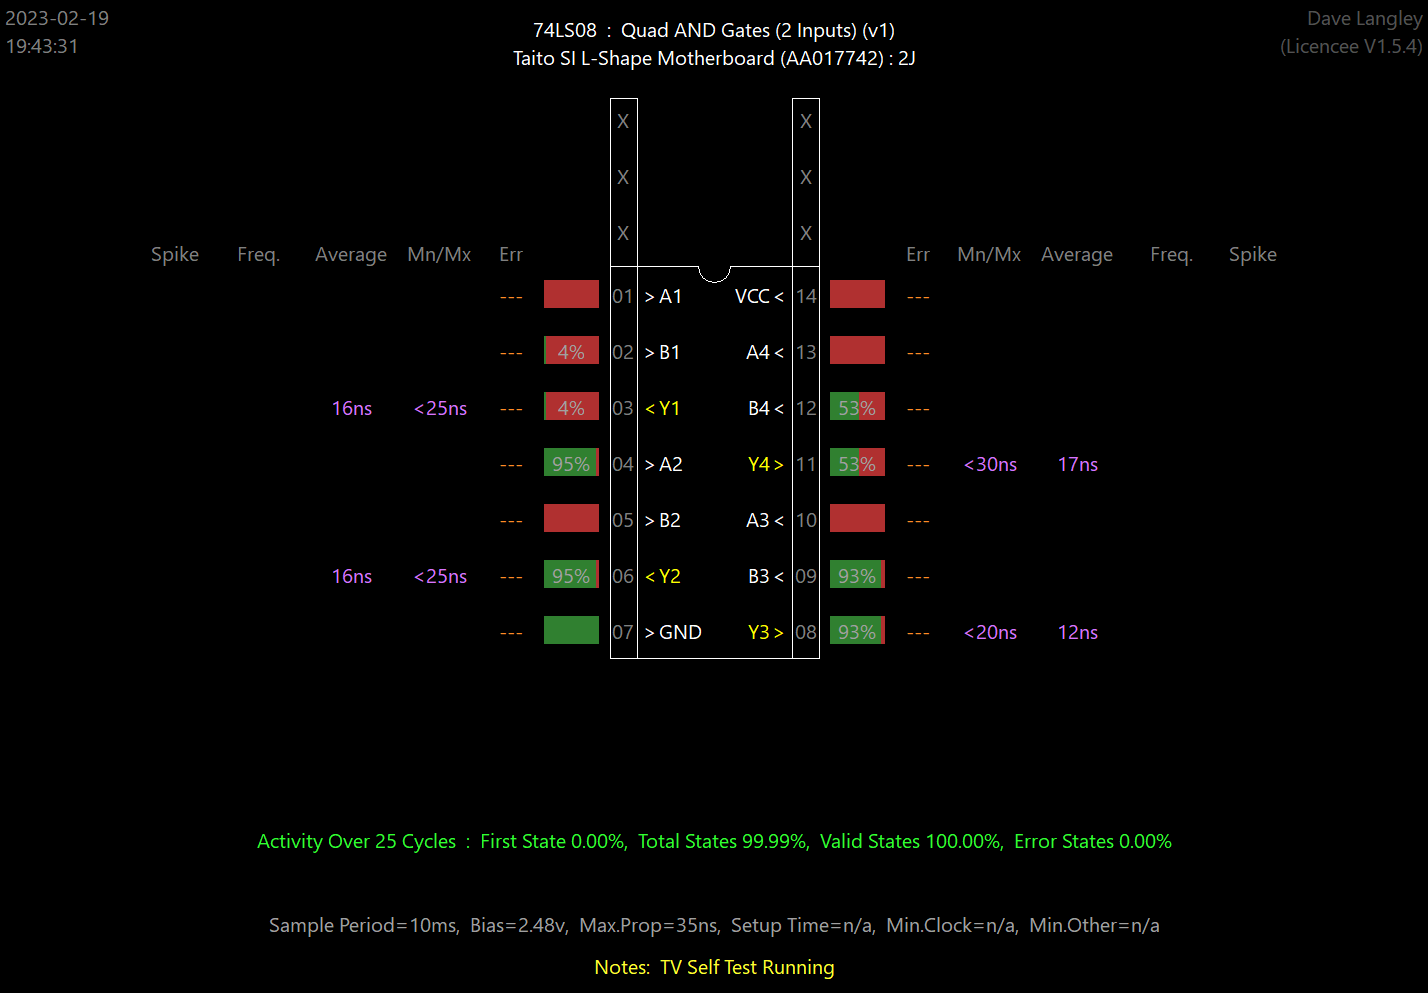 2023-02-19
19:43:31
74LS08 : Quad AND Gates (2 Inputs) (v1)
Taito SI L-Shape Motherboard (AA017742) : 2J
Dave Langley
(Licencee V1.5.4)
X X
X X
X X
Spike Freq. Average Mn/Mx Err Err Mn/Mx Average Freq. Spike
--- 01 > A1 VCC < 14 ---
--- 4% 02 > B1 A4 < 13 ---
16ns <25ns --- 4% 03 < Y1 B4 < 12 53% ---
--- 95% 04 > A2 Y4 > 11 53% --- <30ns 17ns
--- 05 > B2 A3 < 10 ---
16ns <25ns --- 95% 06 < Y2 B3 < 09 93% ---
--- 07 > GND Y3 > 08 93% --- <20ns 12ns
Activity Over 25 Cycles : First State 0.00%, Total States 99.99%, Valid States 100.00%, Error States 0.00%
Sample Period=10ms, Bias=2.48v, Max.Prop=35ns, Setup Time=n/a, Min.Clock=n/a, Min.Other=n/a
Notes: TV Self Test Running